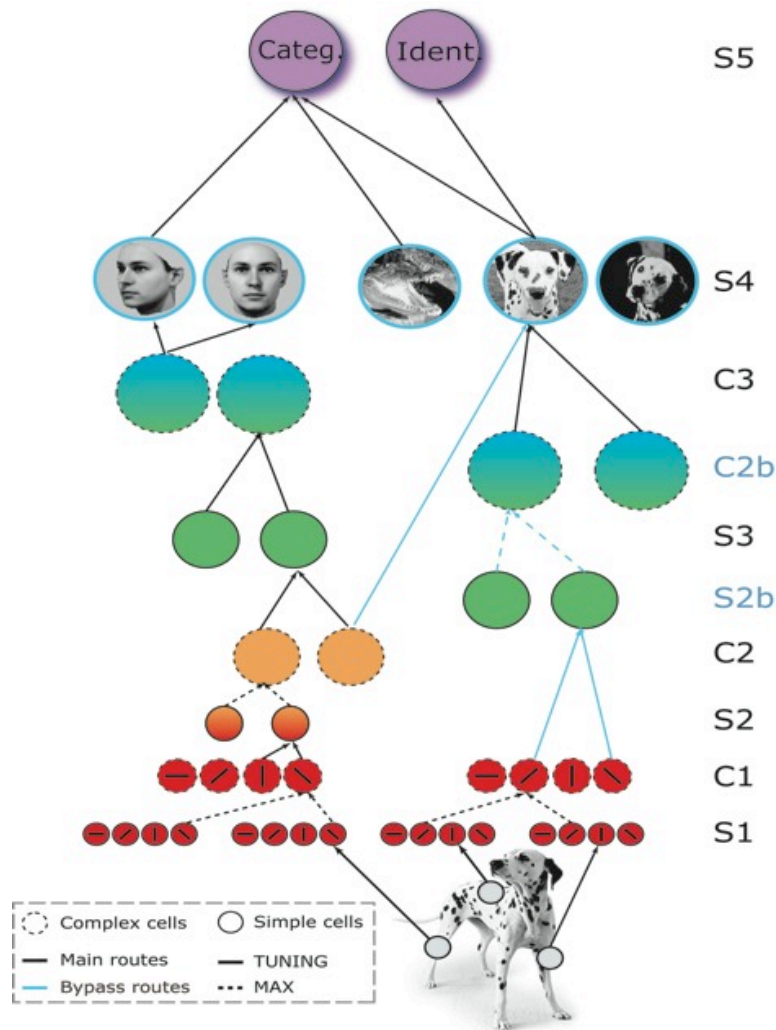 Categ.
Ident.
S5
S4
C3
C2b
S3
S2b
C2
S2
C1
S1
Complex cells
Simple cells
Main routes
TUNING
Bypass routes
MAX